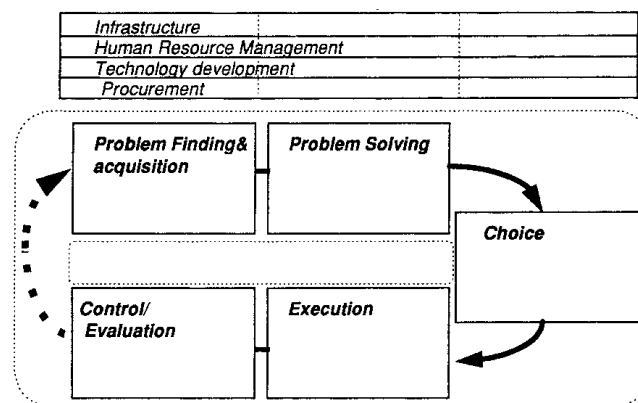 Infrastructure
Human Resource Management
Technology development
Procurement
Problem Finding&
acquisition
Problem Solving
Choice
Control/
Evaluation
Execution